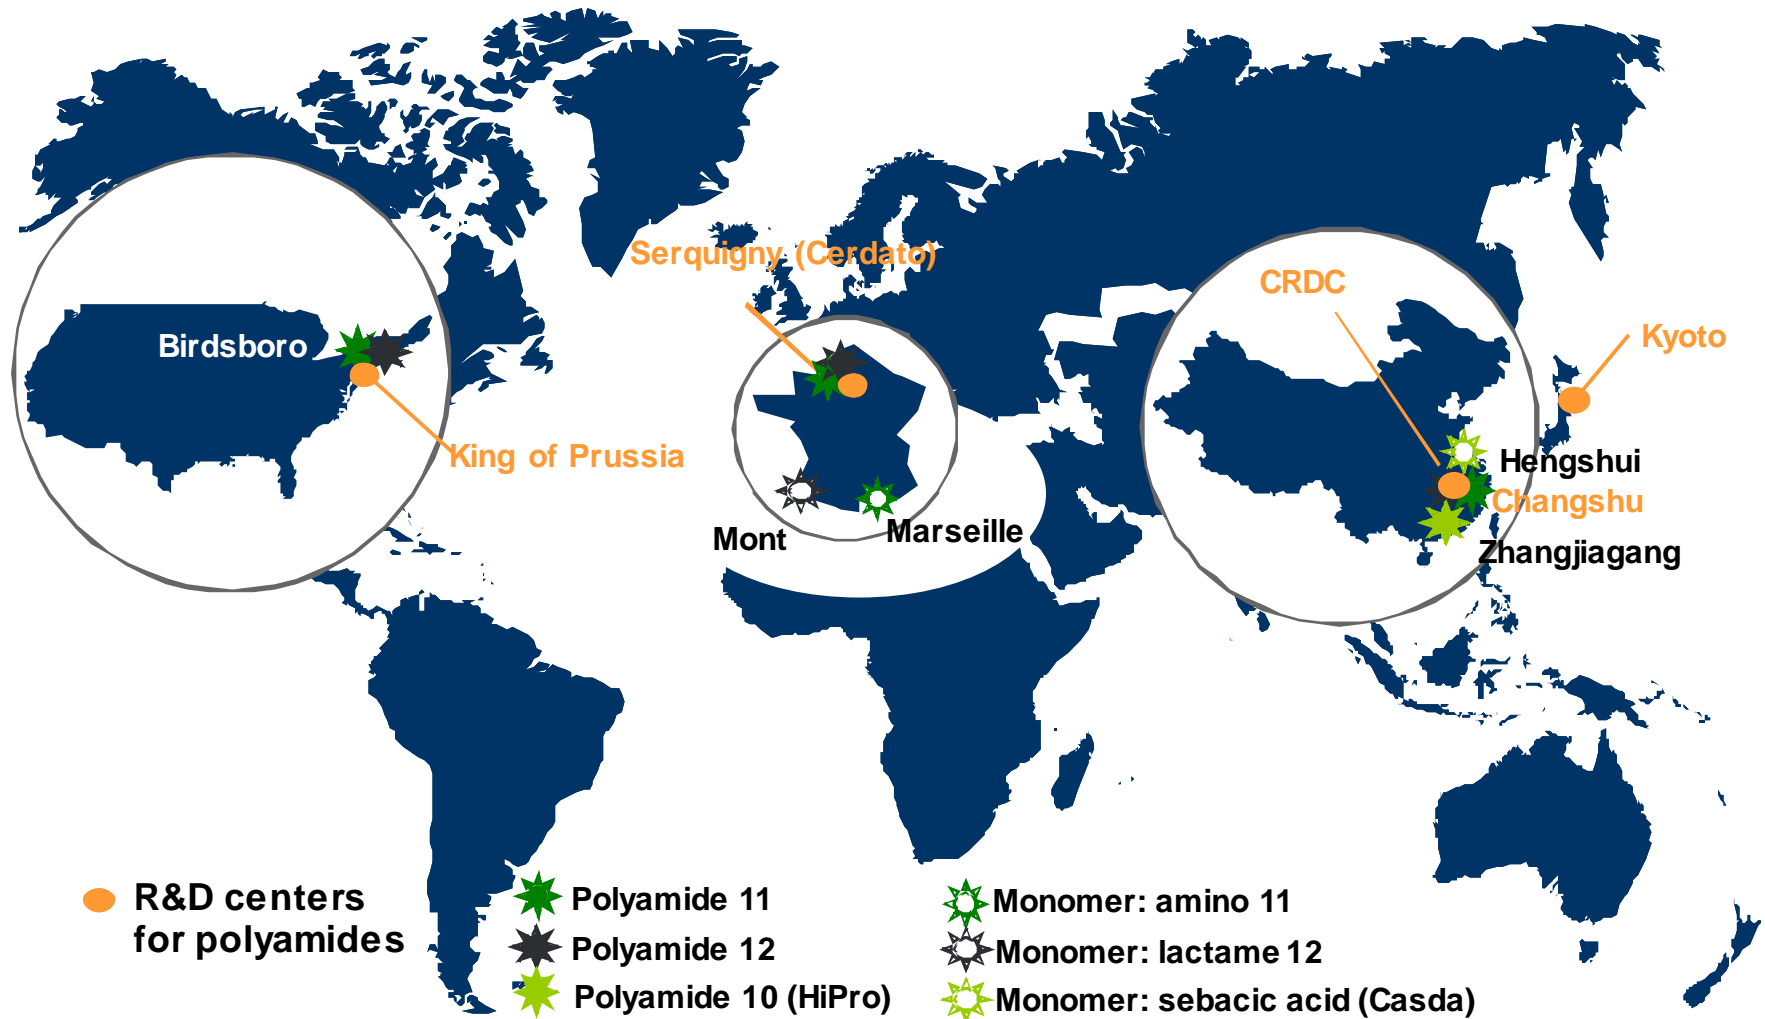 Serquigny (Cerdato)
CRDC
Kyoto
Birdsboro
King of Prussia
Hengshui
Changshu
Mont
Marseille
Zhangjiagang
R&D centers
for polyamides
Polyamide 11
Polyamide 12
Polyamide 10 (HiPro)
Monomer: amino 11
Monomer: lactame 12
Monomer: sebacic acid (Casda)